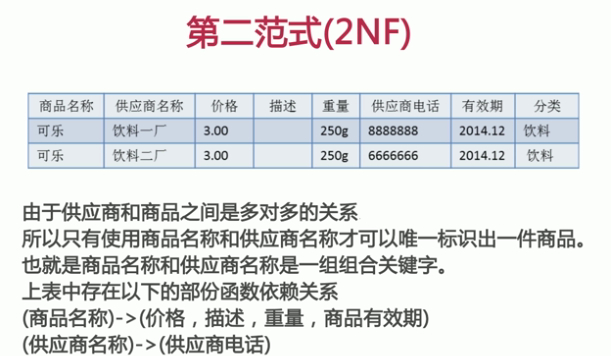 第二范式(2NF)
商品名称 供应商名称 价格 描述 重量 供应商电话 有效期 分类
可乐 饮料一厂 3.00 250g 8888888 2014.12 饮料
可乐 饮料二厂 3.00 250g 6666666 2014.12 饮料
由于供应商和商品之间是多对多的关系
所以只有使用商品名称和供应商名称才可以唯一标识出一件商品。
也就是商品名称和供应商名称是一组组合关键字。
上表中存在以下的部份函数依赖关系
(商品名称)->(价格，描述，重量，商品有效期)
(供应商名称)->(供应商电话)